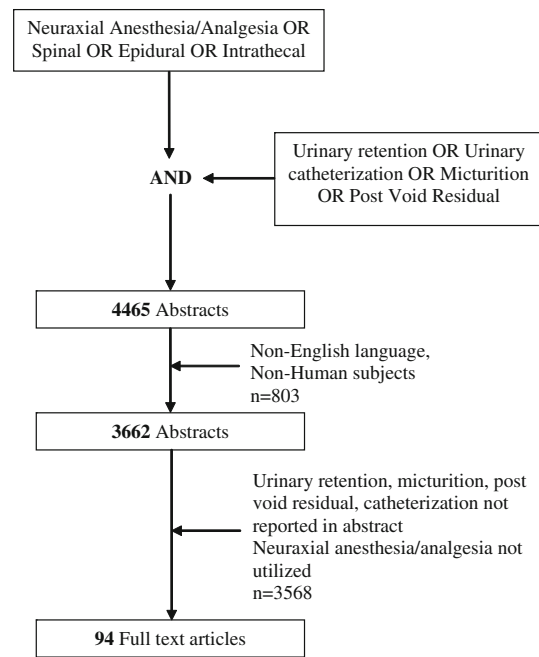 Neuraxial Anesthesia/Analgesia OR
Spinal OR Epidural OR Intrathecal
Urinary retention OR Urinary
catheterization OR Micturition
OR Post Void Residual
AND
4465 Abstracts
Non-English language,
Non-Human subjects
n=803
3662 Abstracts
Urinary retention, micturition, post
void residual, catheterization not
reported in abstract
Neuraxial anesthesia/analgesia not
utilized
n=3568
94 Full text articles